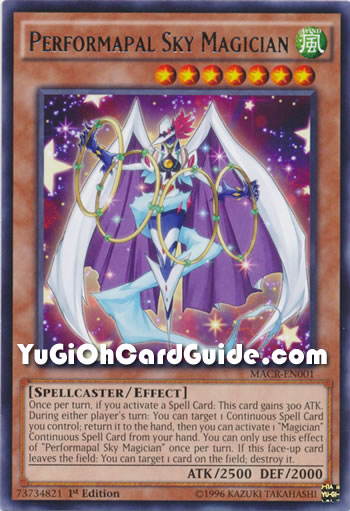 PERFORMAPAL SKY MAGICIAN
WIND
風
YuGiOhCardGuide.com
MACR-EN001
[SPELLCASTER/EFFECT]
Once per turn, if you activate a Spell Card: This card gains 300 ATK.
During either player's turn: You can target 1 Continuous Spell Card
you control; return it to the hand, then you can activate 1 "Magician"
Continuous Spell Card from your hand. You can only use this effect
of "Performapal Sky Magician" once per turn. If this face-up card
leaves the field: You can target 1 card on the field; destroy it.
ATK/2500 DEF/2000
73734821 1st Edition ©1996 KAZUKI TAKAHASHI